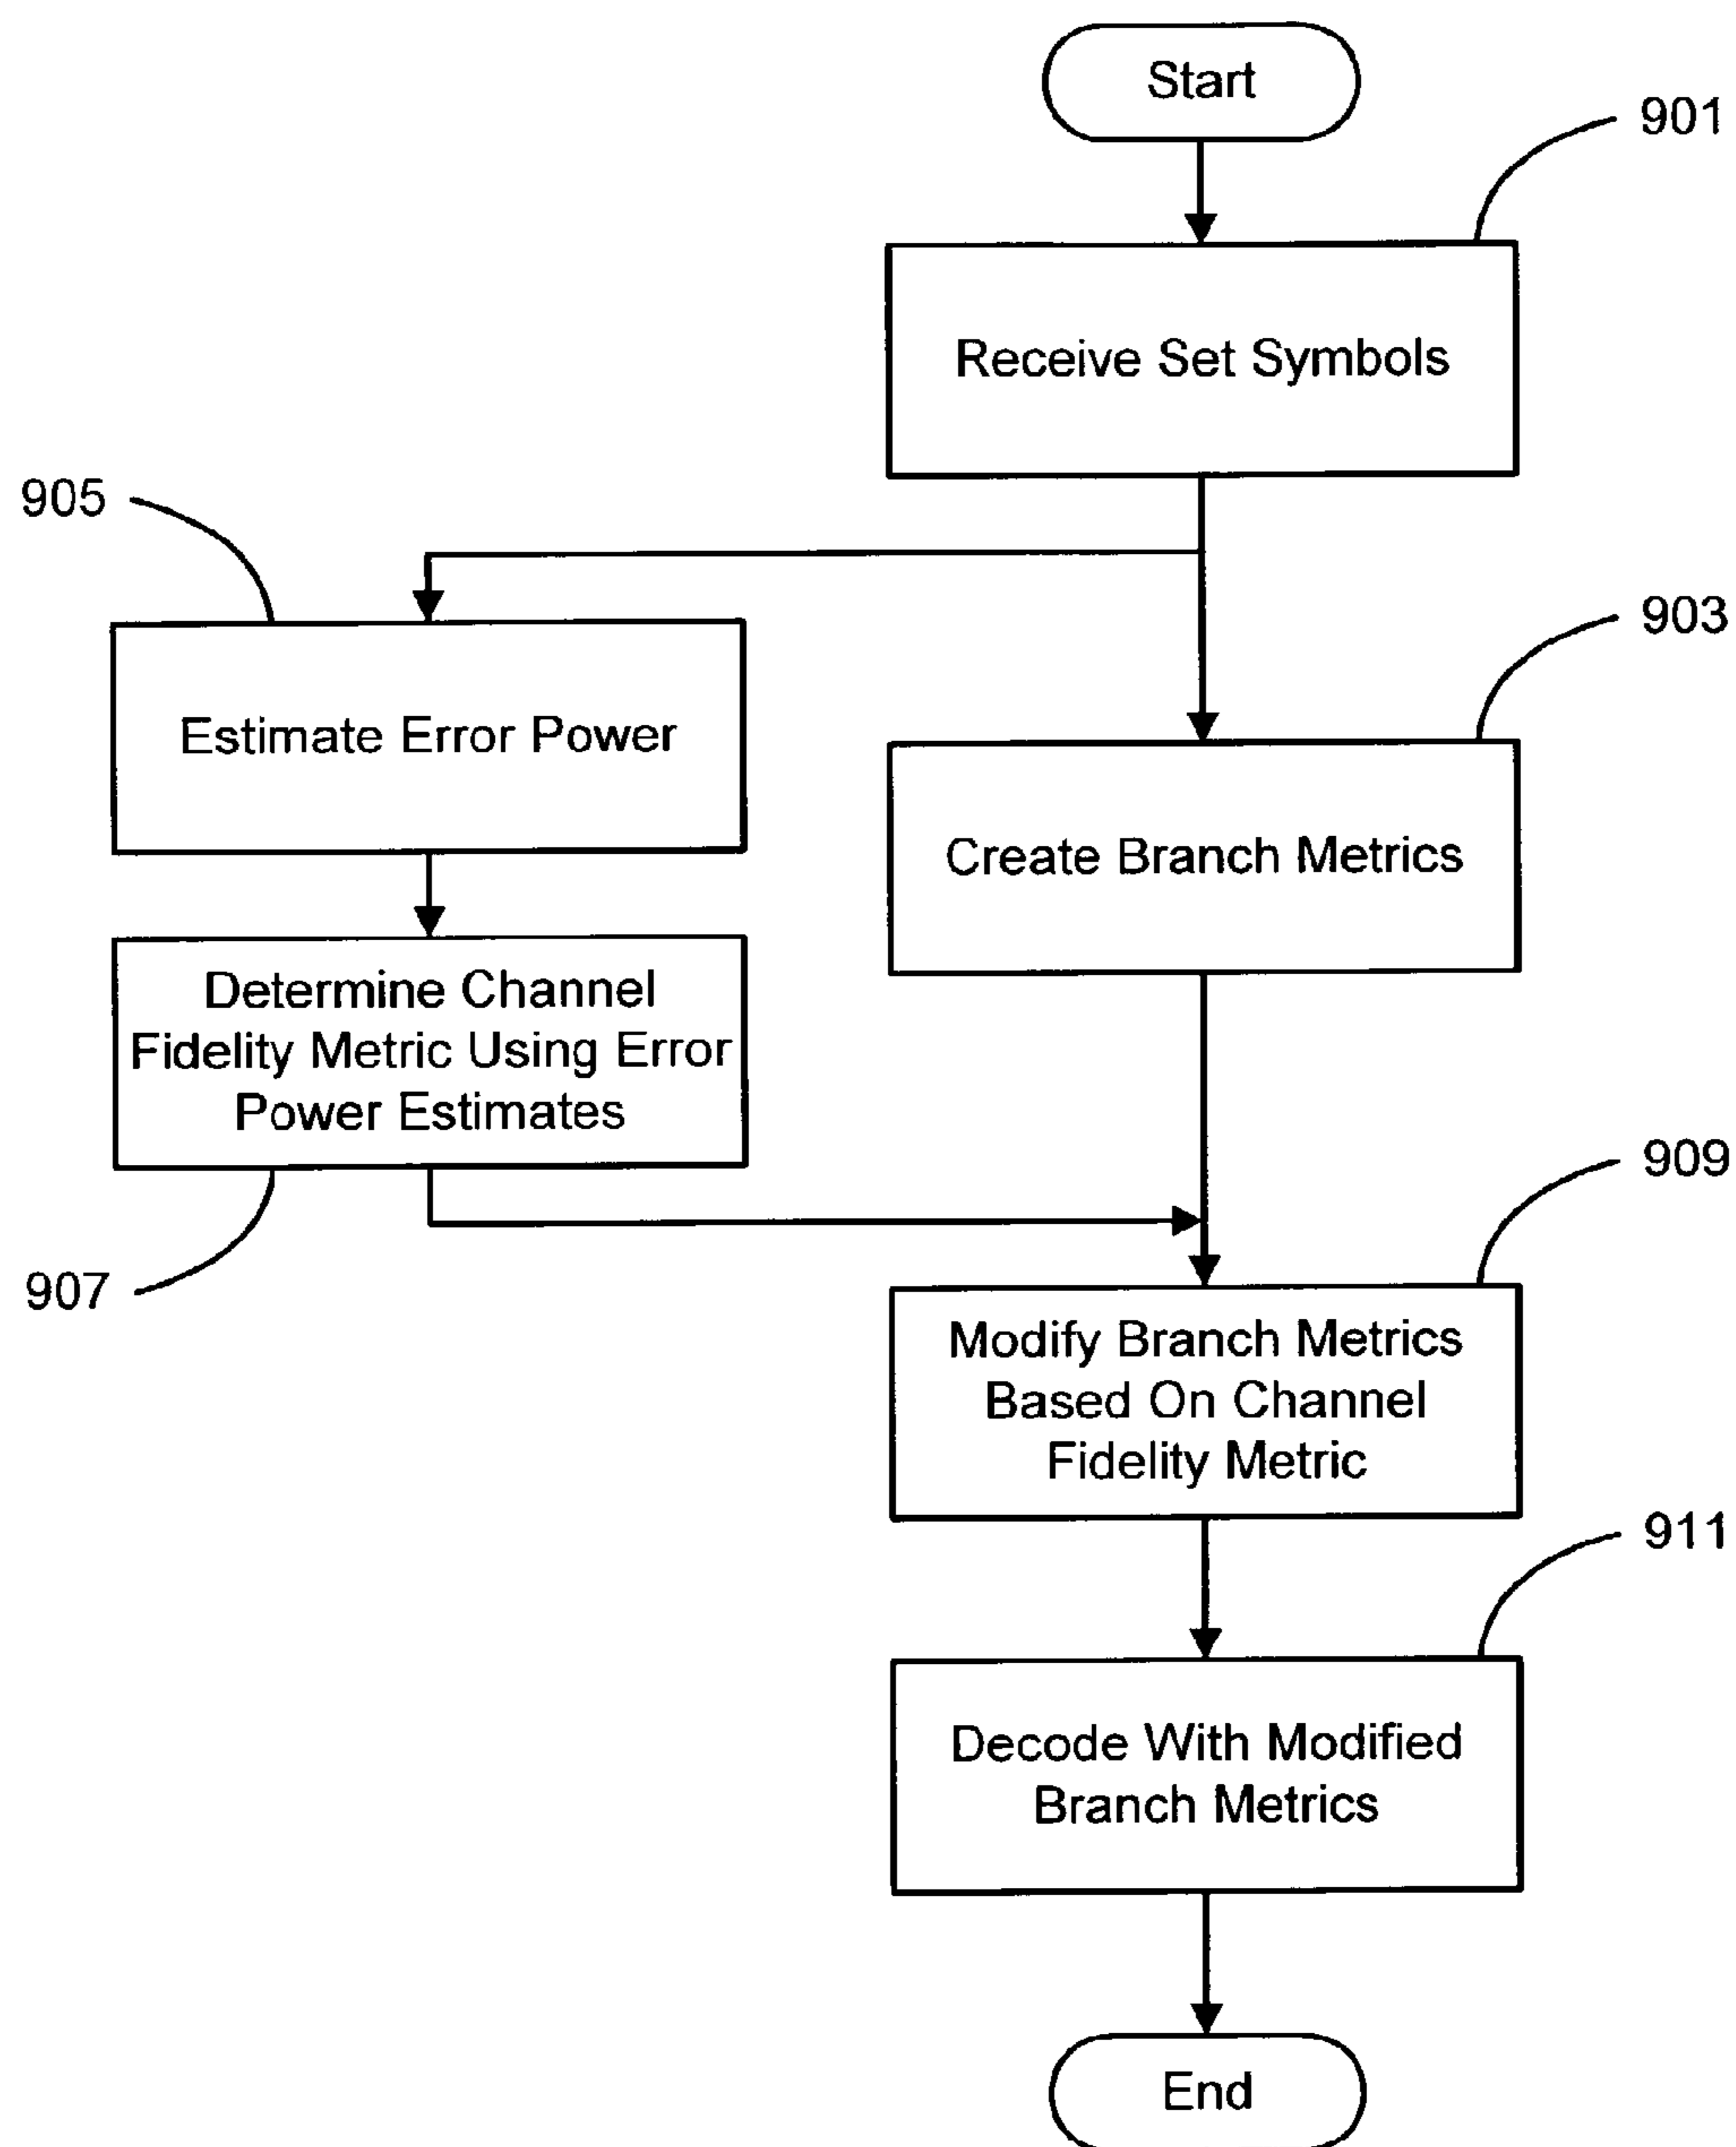 Start
901
Receive Set Symbols
905
903
Estimate Error Power
Create Branch Metrics
Determine Channel
Fidelity Metric Using Error
Power Estimates
909
907
Modify Branch Metrics
Based On Channel
Fidelity Metric
911
Decode With Modified
Branch Metrics
End